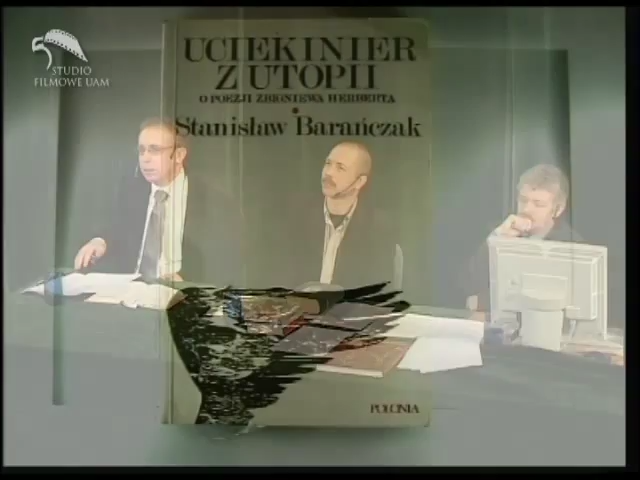 STUDIO
FILMOWE UAM
UCIEKINIER
Z UTOPII
O POEZJI ZBIGNIEWA HERBERTA
Stanisław Barańczak
POLONIA